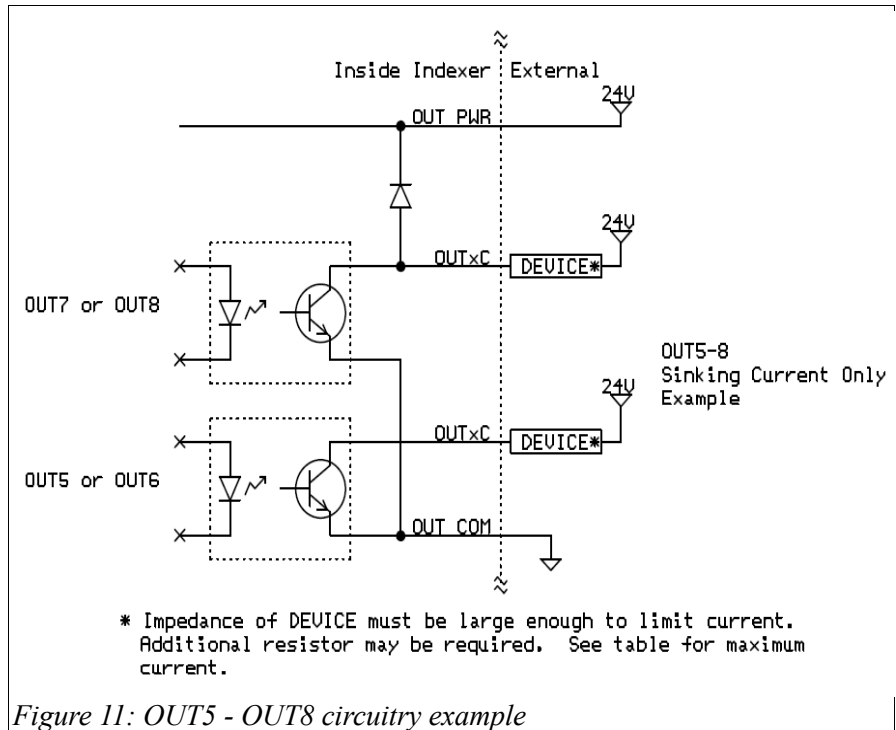 Inside Indexer External
24V
OUT PWR
24V
OUTxC
DEVICE*
OUT7 or OUT8
OUT5-8
Sinking Current Only
Example
24V
OUTxC
DEVICE*
OUT5 or OUT6
OUT COM
* Impedance of DEVICE must be large enough to limit current.
Additional resistor may be required. See table for maximum
current.
Figure 11: OUT5 - OUT8 circuitry example